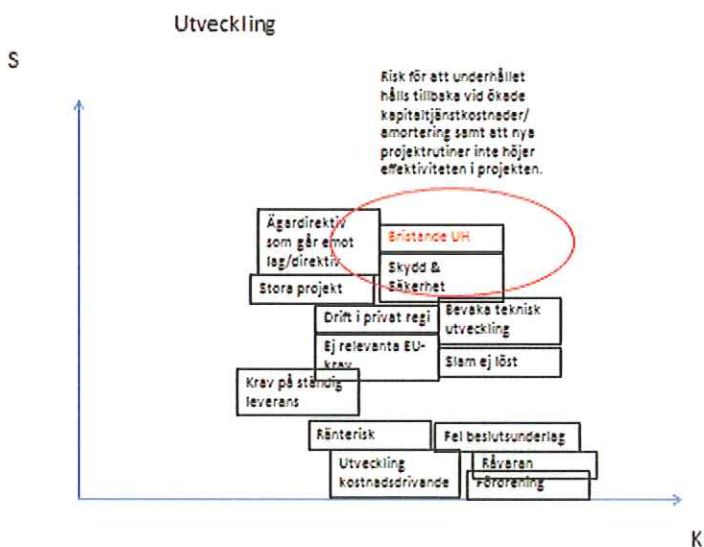 Utveckling
S
Risk för att underhållet
hålls tillbaka vid ökade
kapitaltjänstkostnader/
amortering samt att nya
projektrutiner inte höjer
effektiviteten i projekten.
Ägardirektiv
som går emot
lag/direktiv
Bristande UH
Skydd &
Säkerhet
Stora projekt
Drift i privat regi
Bevaka teknisk
utveckling
Ej relevanta EU-
krav
Slam ej löst
Krav på ständig
leverans
Ränterisk
Fel beslutsunderlag
Utveckling
kostnadsdrivande
Råvaran
Förorening
K